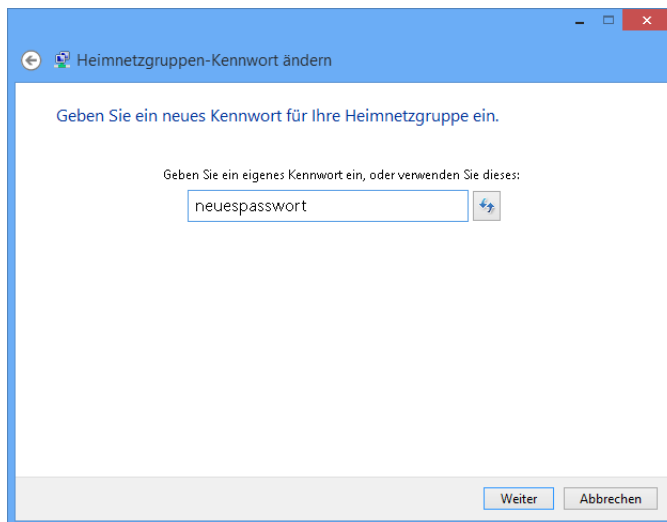 Heimnetzgruppen-Kennwort ändern
Geben Sie ein neues Kennwort für Ihre Heimnetzgruppe ein.
Geben Sie ein eigenes Kennwort ein, oder verwenden Sie dieses:
neuespasswort
Weiter Abbrechen